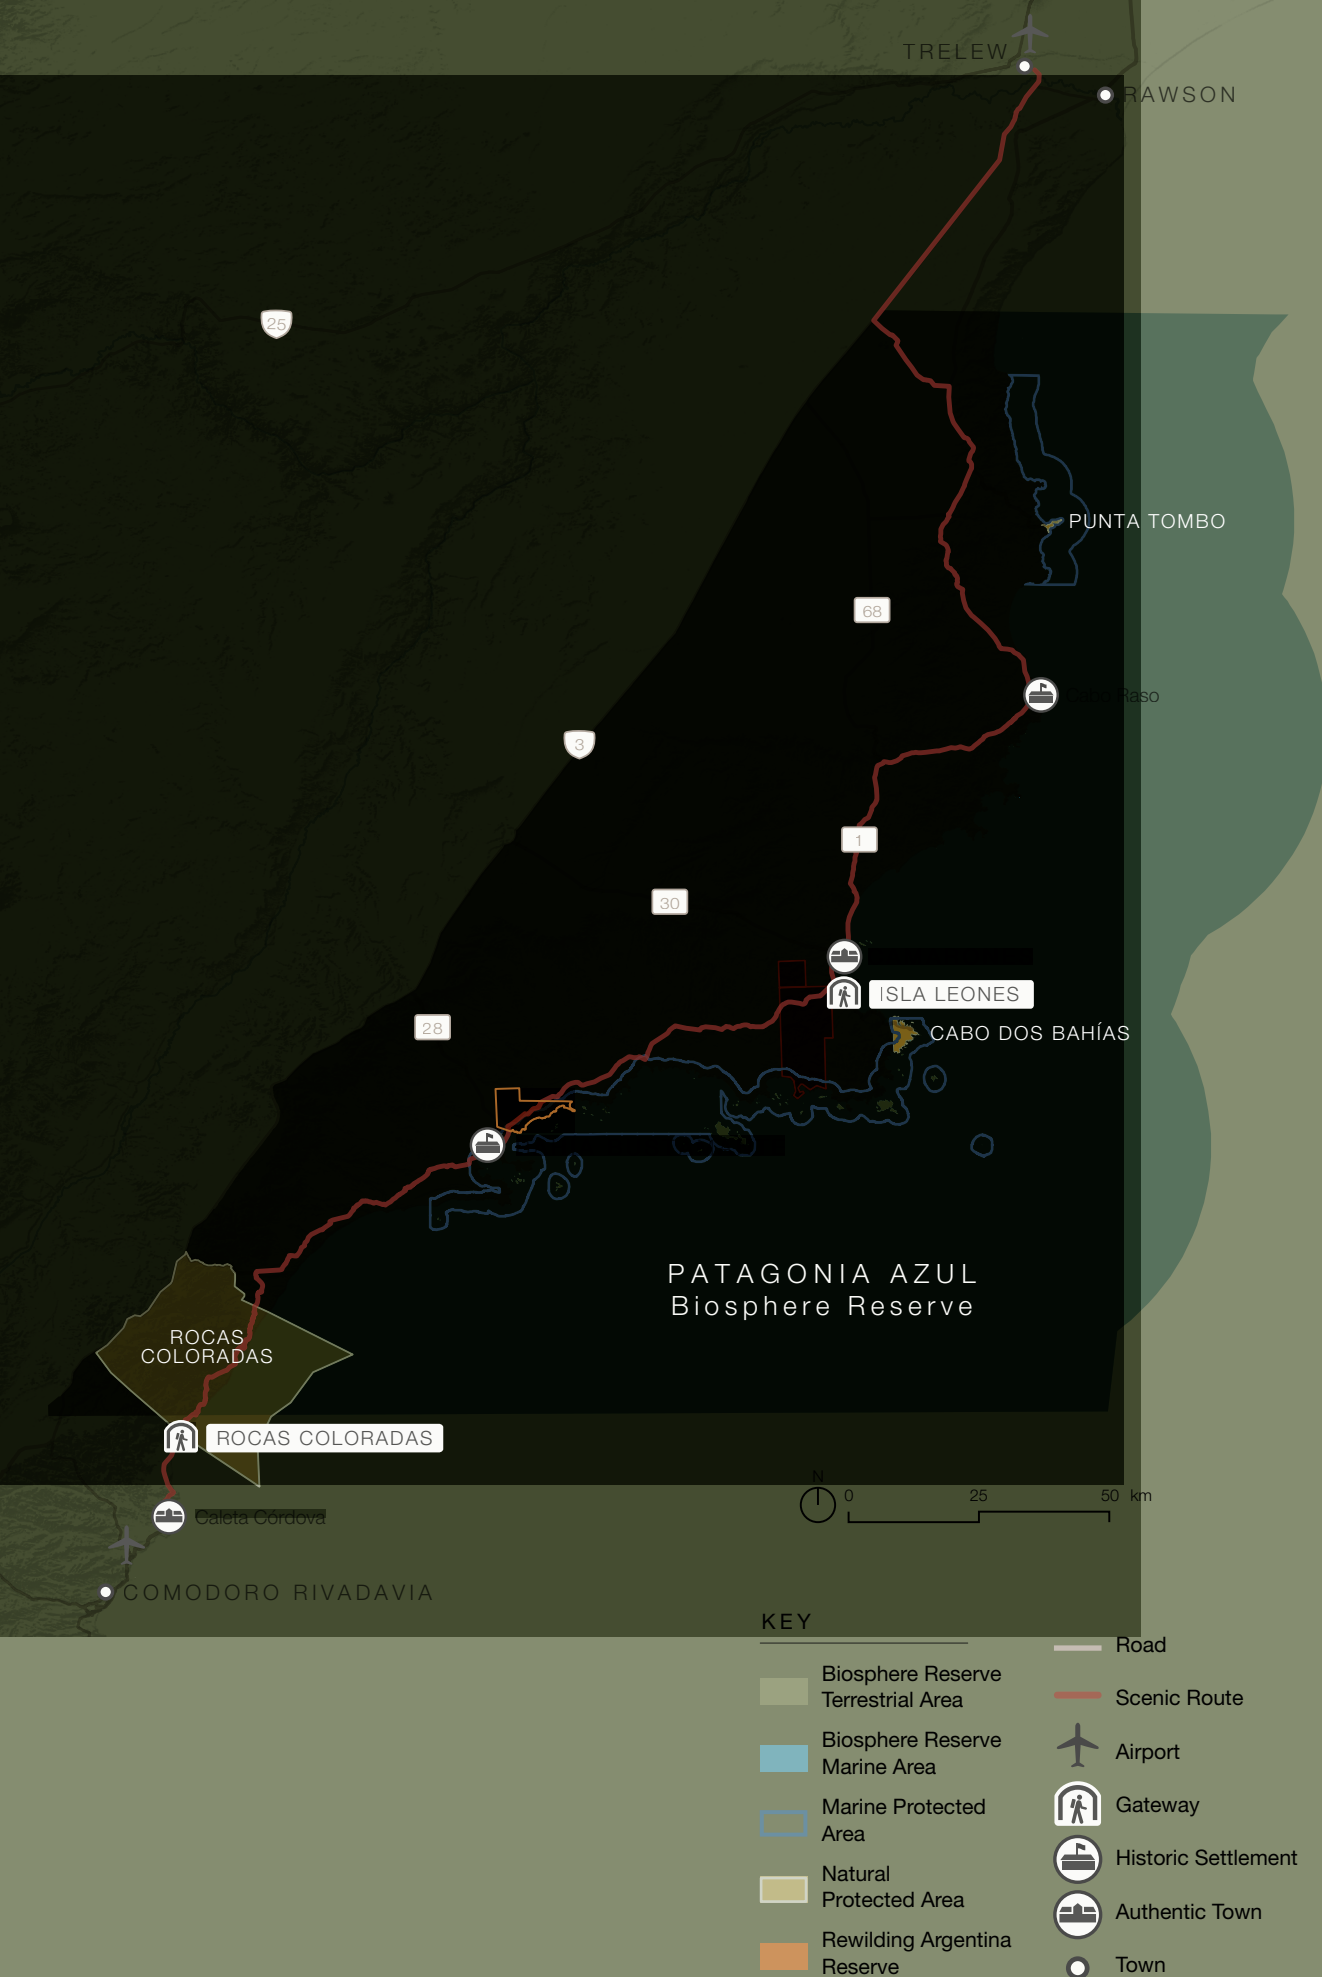 TRELEW
RAWSON
25
PUNTA TOMBO
68
Cabo Raso
3
1
30
ISLA LEONES
28
CABO DOS BAHÍAS
PATAGONIA AZUL
Biosphere Reserve
ROCAS
COLORADAS
ROCAS COLORADAS
N
0 25 50 km
Caleta Córdova
COMODORO RIVADAVIA
KEY
Biosphere Reserve
Terrestrial Area
Biosphere Reserve
Marine Area
Marine Protected
Area
Natural
Protected Area
Rewilding Argentina
Reserve
Road
Scenic Route
Airport
Gateway
Historic Settlement
Authentic Town
Town